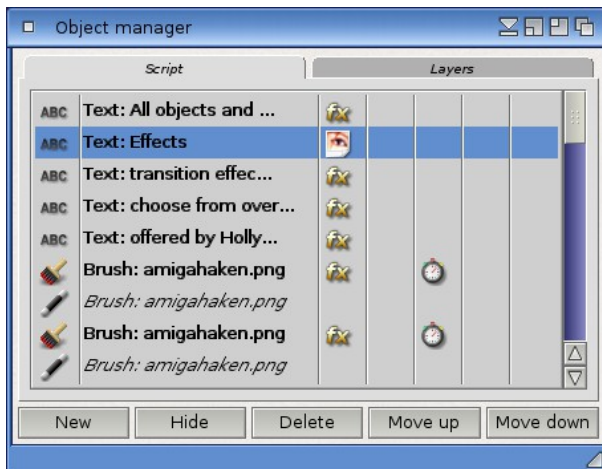 Object manager
Script
Layers
ABC Text: All objects and ...
ABC Text: Effects
ABC Text: transition effec...
ABC Text: choose from over...
ABC Text: offered by Holly...
Brush: amigahaken.png
Brush: amigahaken.png
Brush: amigahaken.png
Brush: amigahaken.png
New Hide Delete Move up Move down